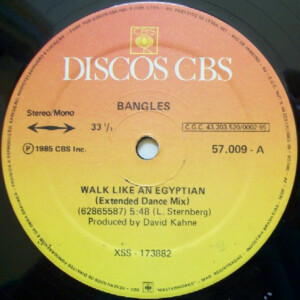 CBS
DISCOS CBS
BANGLES
Stereo/Mono
33 1/3
C.G.C. 43.203.520/0002-95
℗ 1985 CBS Inc.
57.009 - A
WALK LIKE AN EGYPTIAN
(Extended Dance Mix)
(62865587) 5:48 (L. Sternberg)
Produced by David Kahne
XSS - 173882